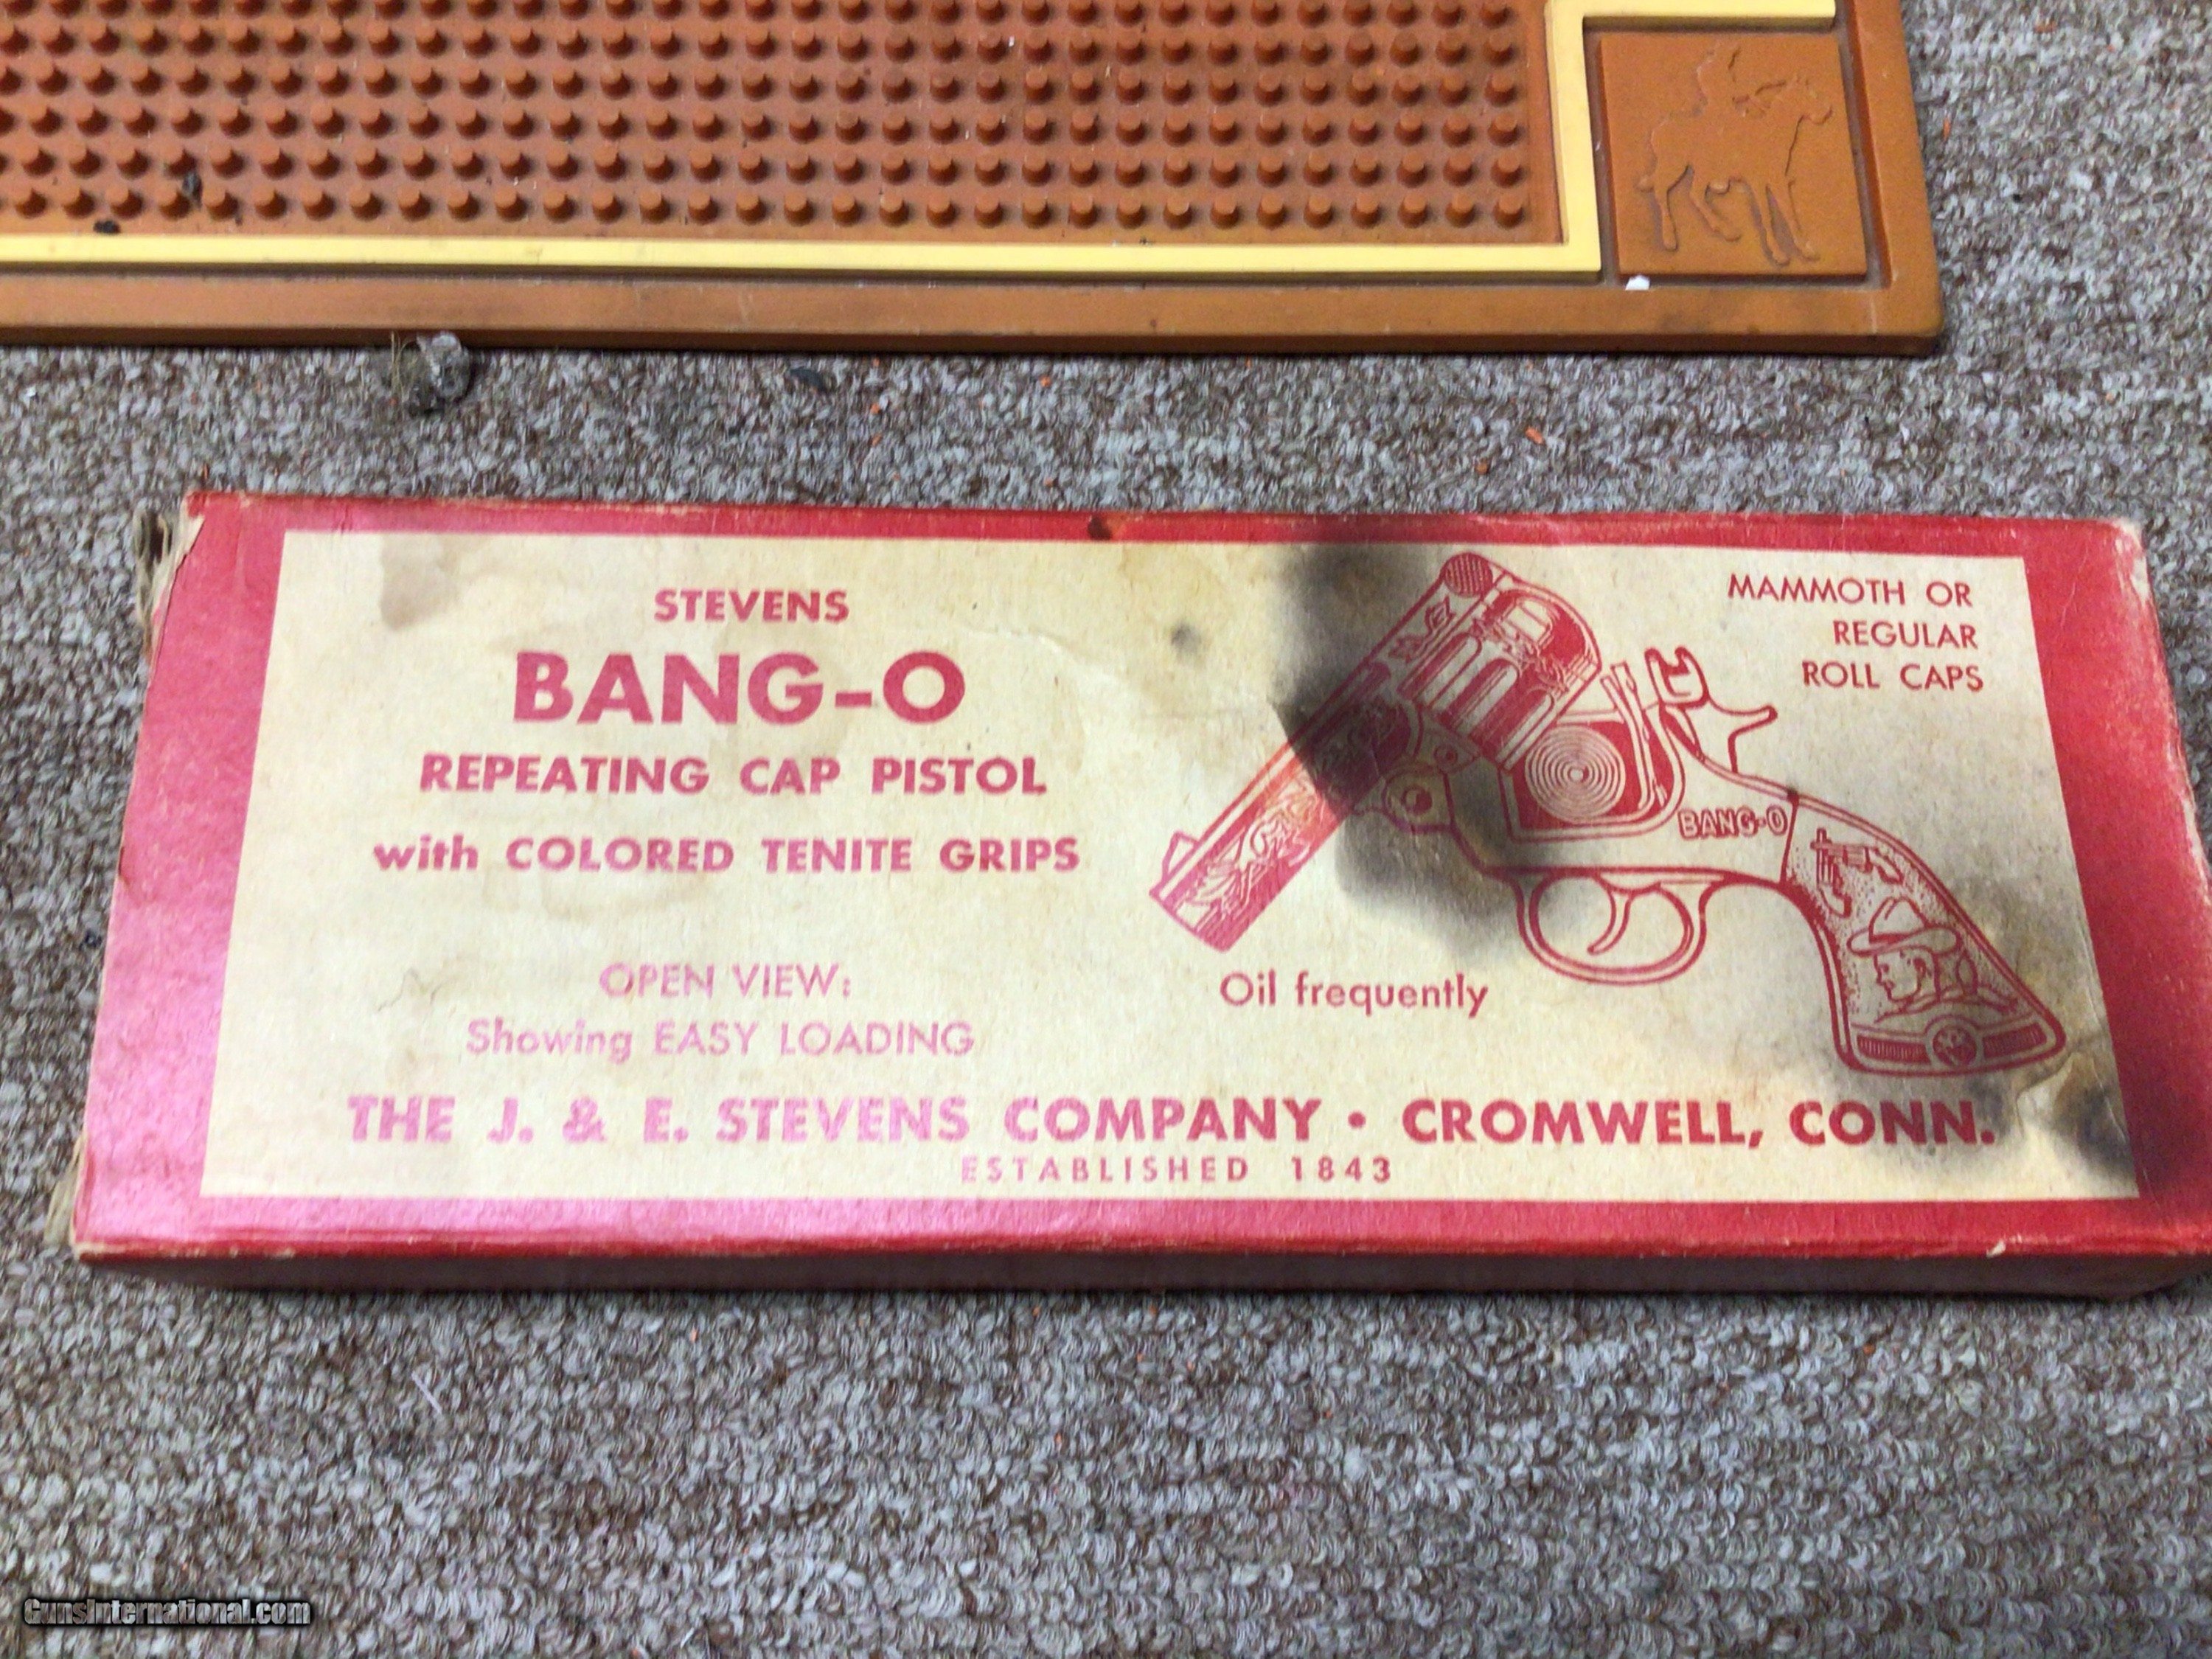 STEVENS
BANG-O
REPEATING CAP PISTOL
with COLORED TENITE GRIPS
OPEN VIEW:
Showing EASY LOADING
MAMMOTH OR
REGULAR
ROLL CAPS
BANG-O
Oil frequently
THE J. & E. STEVENS COMPANY • CROMWELL, CONN.
ESTABLISHED 1843
GunsInternational.com